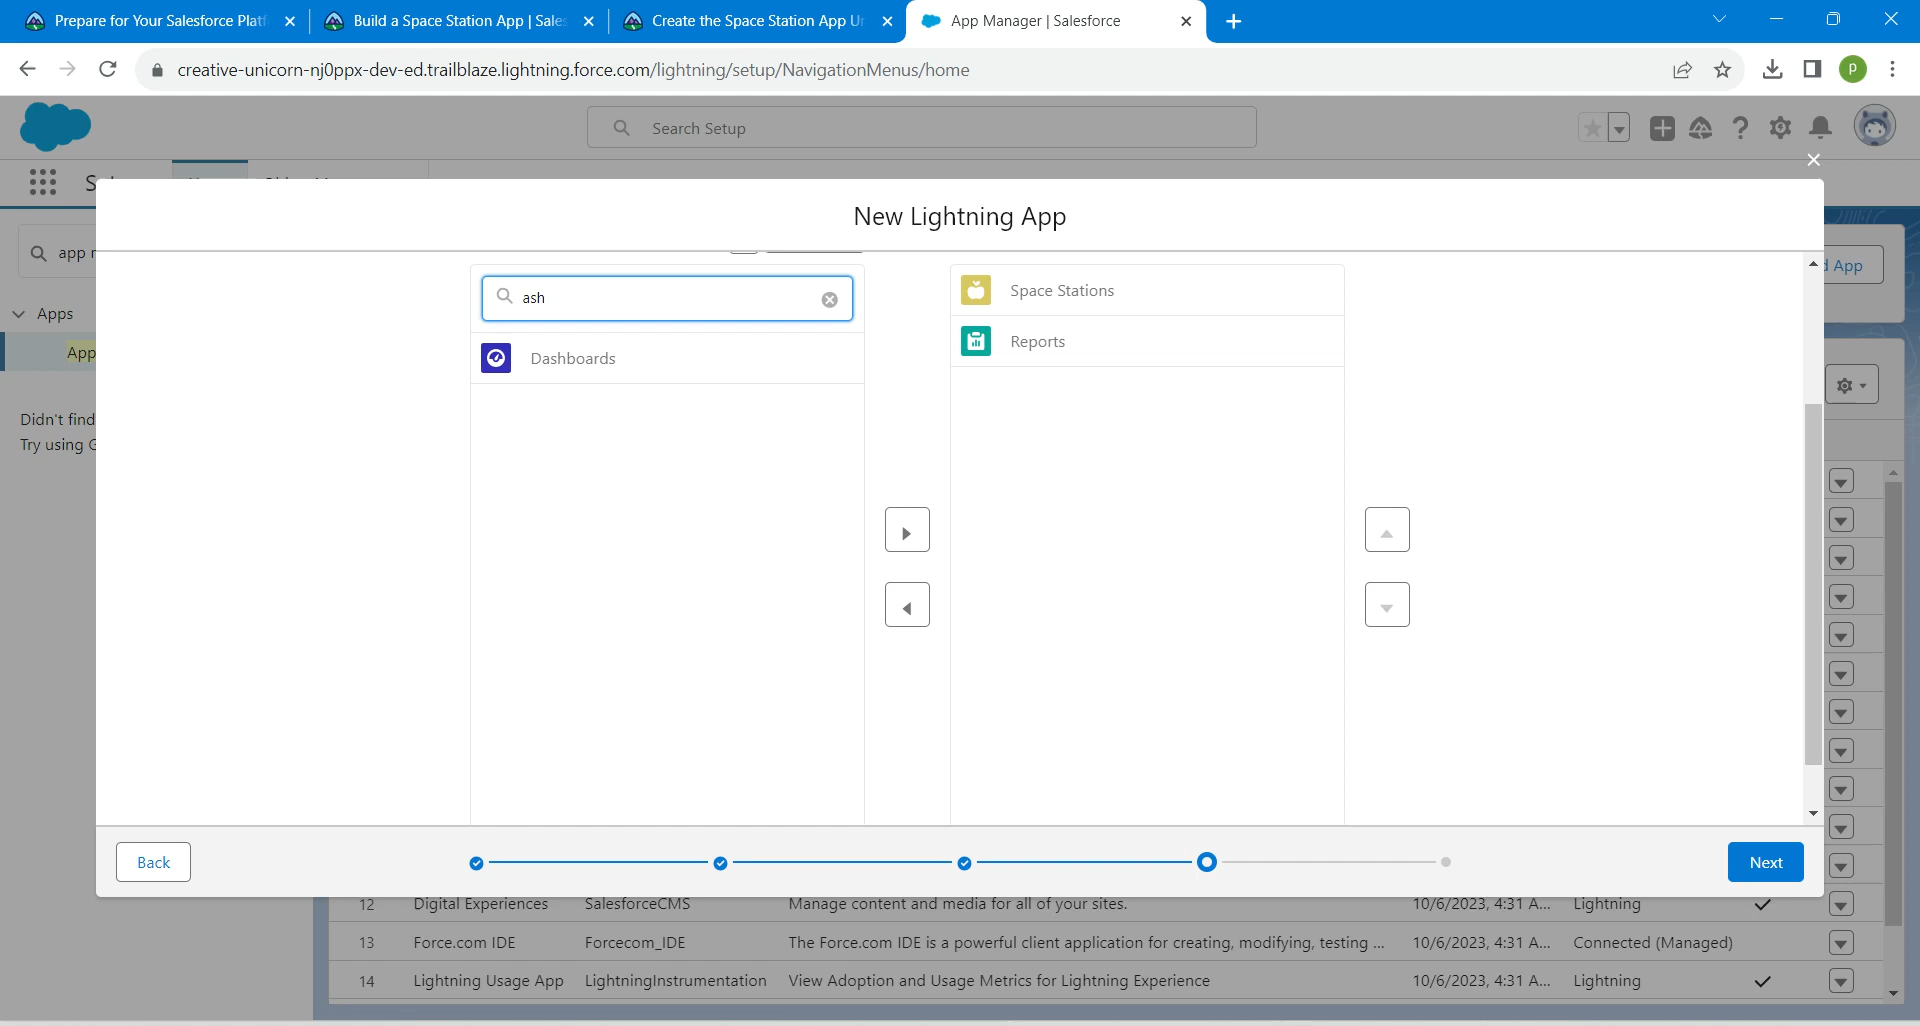 Prepare for Your Salesforce Platf
Build a Space Station App | Sales
Create the Space Station App Ur
App Manager | Salesforce
creative-unicorn-nj0ppx-dev-ed.trailblaze.lightning.force.com/lightning/setup/NavigationMenus/home
p
Search Setup
New Lightning App
app
ash
Space Stations
App
Apps
Reports
App
Dashboards
Didn't find
Try using G
Back
Next
12 Digital Experiences SalesforceCMS Manage content and media for all of your sites. 10/6/2023, 4:31 A... Lightning
13 Force.com IDE Forcecom_IDE The Force.com IDE is a powerful client application for creating, modifying, testing ... 10/6/2023, 4:31 A... Connected (Managed)
14 Lightning Usage App LightningInstrumentation View Adoption and Usage Metrics for Lightning Experience 10/6/2023, 4:31 A... Lightning